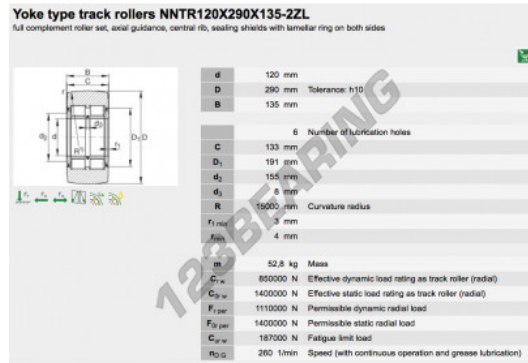 Yoke type track rollers NNTR120X290X135-2ZL
full complement roller set, axial guidance, central rib, sealing shields with lamellar ring on both sides
d 120 mm
D 290 mm Tolerance: h10
B 135 mm
6 Number of lubrication holes
C 133 mm
D1 191 mm
d2 155 mm
d3 8 mm
R 15000 mm Curvature radius
r1 min 3 mm
rmin 4 mm
m 52,8 kg Mass
Cr w 850000 N Effective dynamic load rating as track roller (radial)
C0r w 1400000 N Effective static load rating as track roller (radial)
Fr per 1110000 N Permissible dynamic radial load
F0r per 1400000 N Permissible static radial load
Cur w 187000 N Fatigue limit load
nD G 260 1/min Speed (with continuous operation and grease lubrication)
B
C
r
d3
d2 d D1 D
R
r1
123BEARING